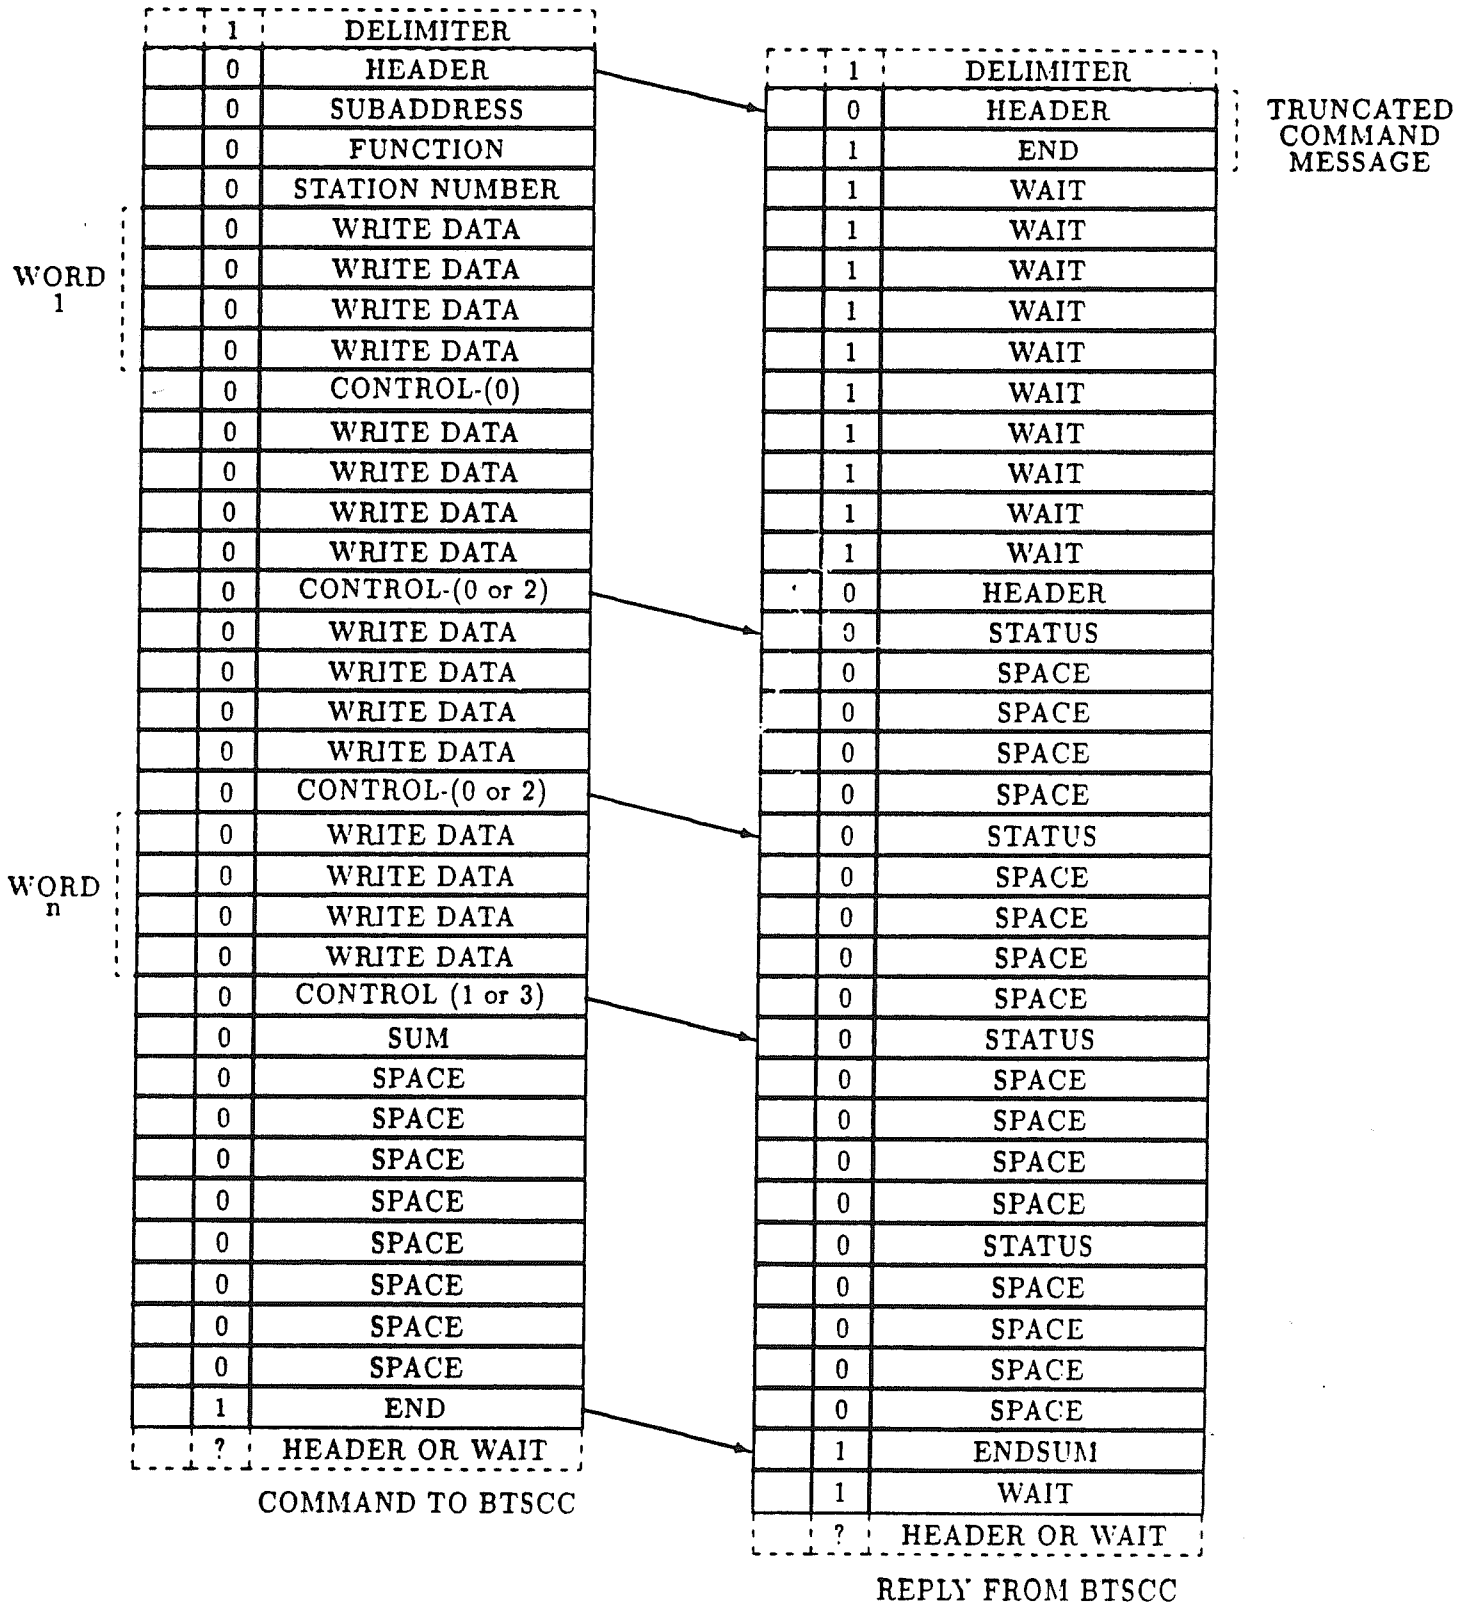 1 DELIMITER
0 HEADER
0 SUBADDRESS
0 FUNCTION
0 STATION NUMBER
WORD
1
0 WRITE DATA
0 WRITE DATA
0 WRITE DATA
0 WRITE DATA
0 CONTROL-(0)
0 WRITE DATA
0 WRITE DATA
0 WRITE DATA
0 WRITE DATA
0 CONTROL-(0 or 2)
0 WRITE DATA
0 WRITE DATA
0 WRITE DATA
0 WRITE DATA
0 CONTROL-(0 or 2)
WORD
n
0 WRITE DATA
0 WRITE DATA
0 WRITE DATA
0 WRITE DATA
0 CONTROL (1 or 3)
0 SUM
0 SPACE
0 SPACE
0 SPACE
0 SPACE
0 SPACE
0 SPACE
0 SPACE
0 SPACE
1 END
? HEADER OR WAIT
COMMAND TO BTSCC
1 DELIMITER
0 HEADER
1 END
TRUNCATED
COMMAND
MESSAGE
1 WAIT
1 WAIT
1 WAIT
1 WAIT
1 WAIT
1 WAIT
1 WAIT
1 WAIT
1 WAIT
1 WAIT
0 HEADER
0 STATUS
0 SPACE
0 SPACE
0 SPACE
0 SPACE
0 STATUS
0 SPACE
0 SPACE
0 SPACE
0 SPACE
0 STATUS
0 SPACE
0 SPACE
0 SPACE
0 SPACE
0 STATUS
0 SPACE
0 SPACE
0 SPACE
0 SPACE
1 ENDSUM
1 WAIT
? HEADER OR WAIT
REPLY FROM BTSCC